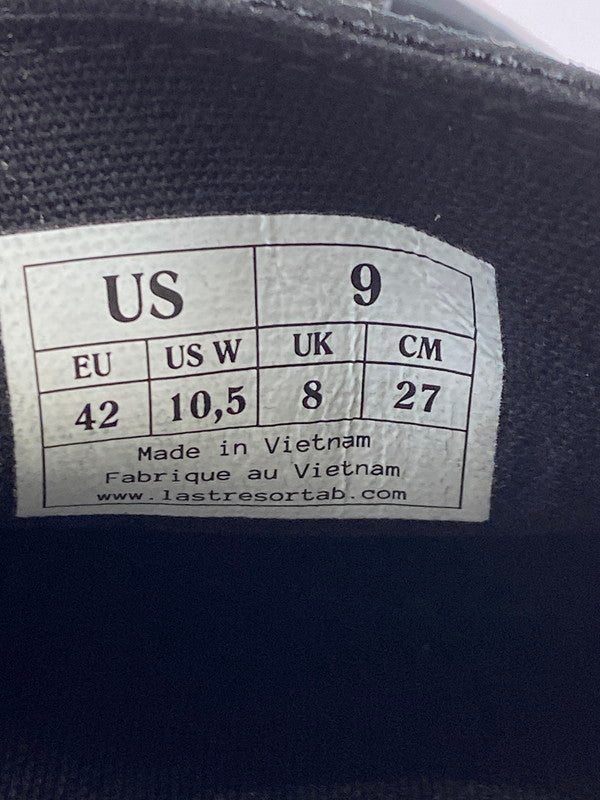 US 9
EU US W UK CM
42 10,5 8 27
Made in Vietnam
Fabrique au Vietnam
www.lastresortab.com